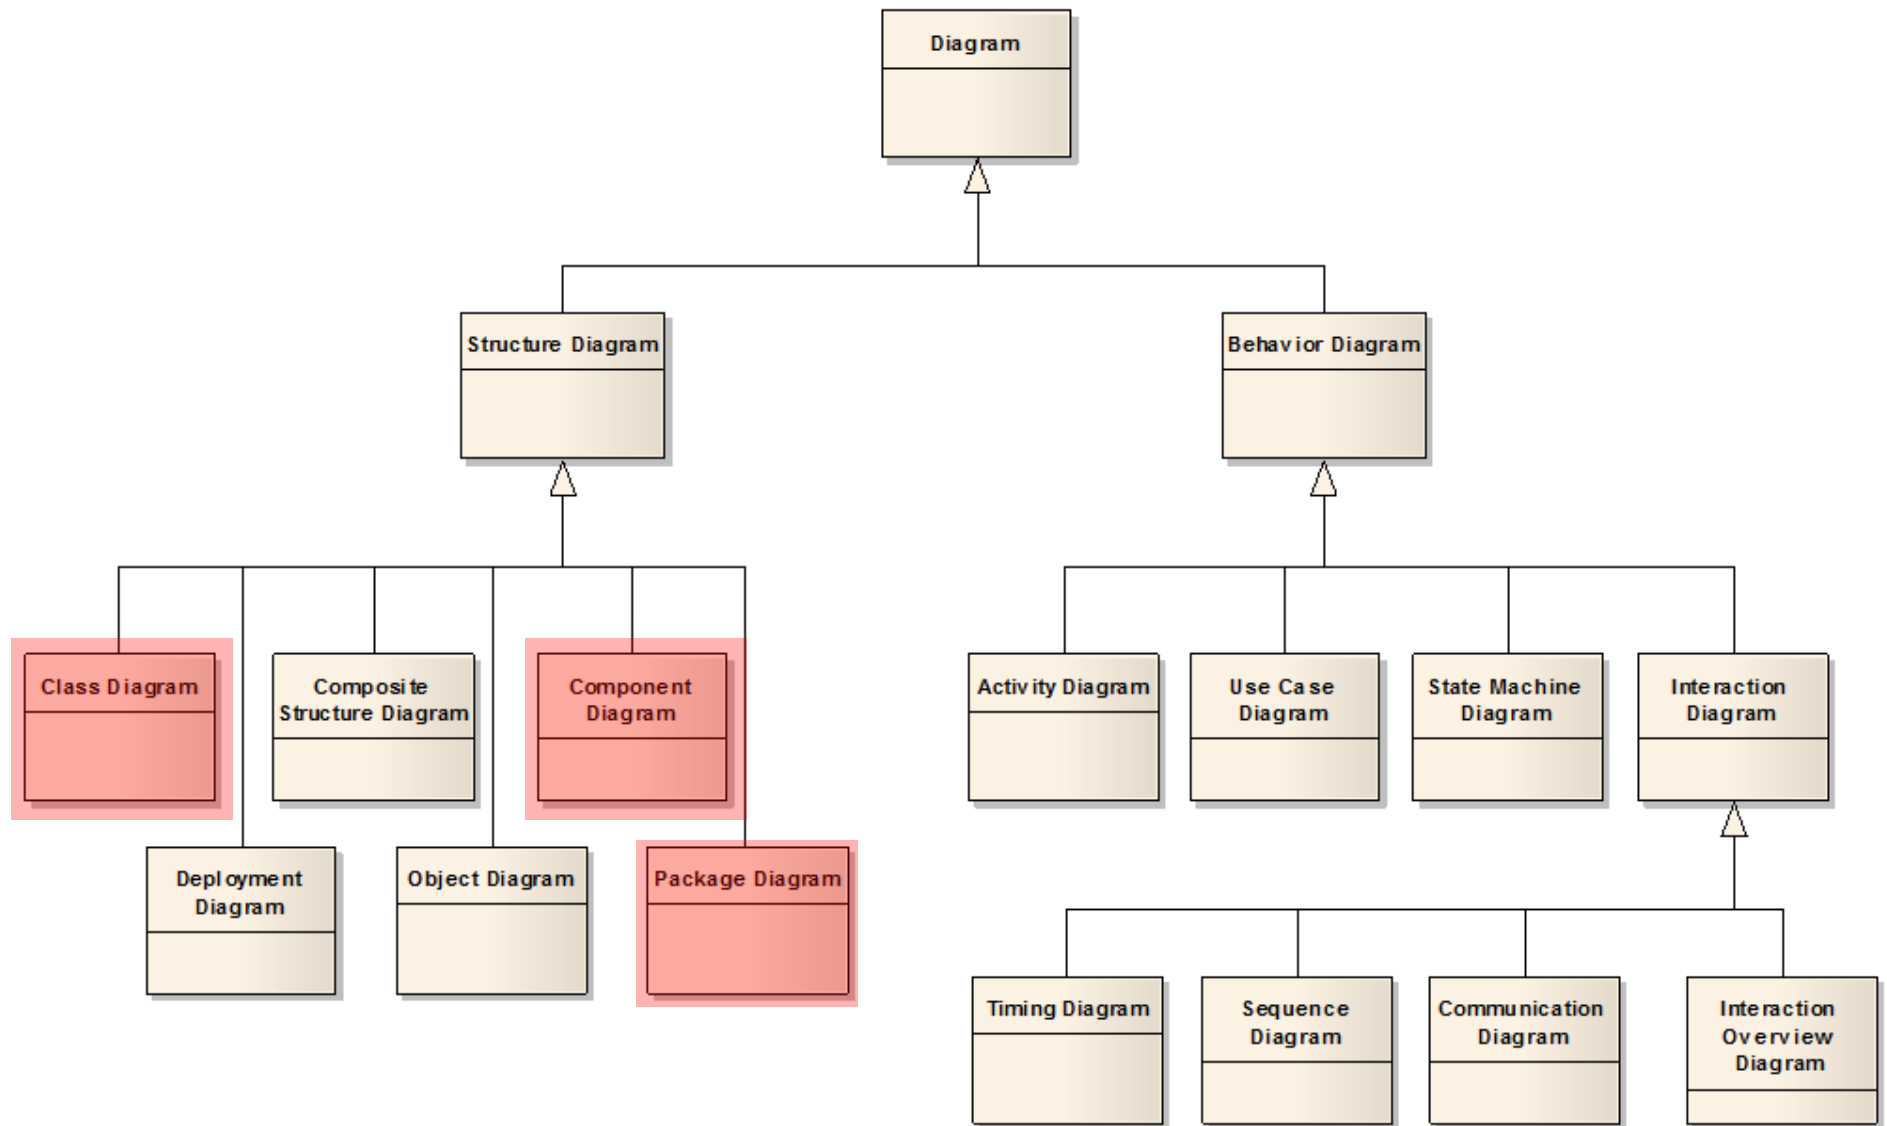 Diagram
Structure Diagram
Behavior Diagram
Class Diagram
Composite
Structure Diagram
Component
Diagram
Activity Diagram
Use Case
Diagram
State Machine
Diagram
Interaction
Diagram
Deployment
Diagram
Object Diagram
Package Diagram
Timing Diagram
Sequence
Diagram
Communication
Diagram
Interaction
Overview
Diagram